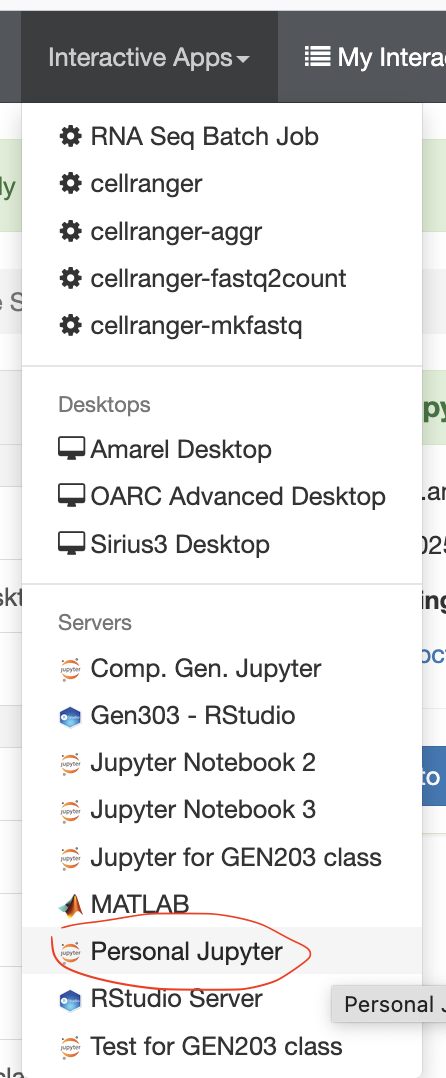 Interactive Apps
My Intera
RNA Seq Batch Job
cellranger
cellranger-aggr
cellranger-fastq2count
cellranger-mkfastq
Desktops
Amarel Desktop
OARC Advanced Desktop
Sirius3 Desktop
Servers
Comp. Gen. Jupyter
Gen303 - RStudio
Jupyter Notebook 2
Jupyter Notebook 3
Jupyter for GEN203 class
MATLAB
Personal Jupyter
RStudio Server
Personal J
Test for GEN203 class